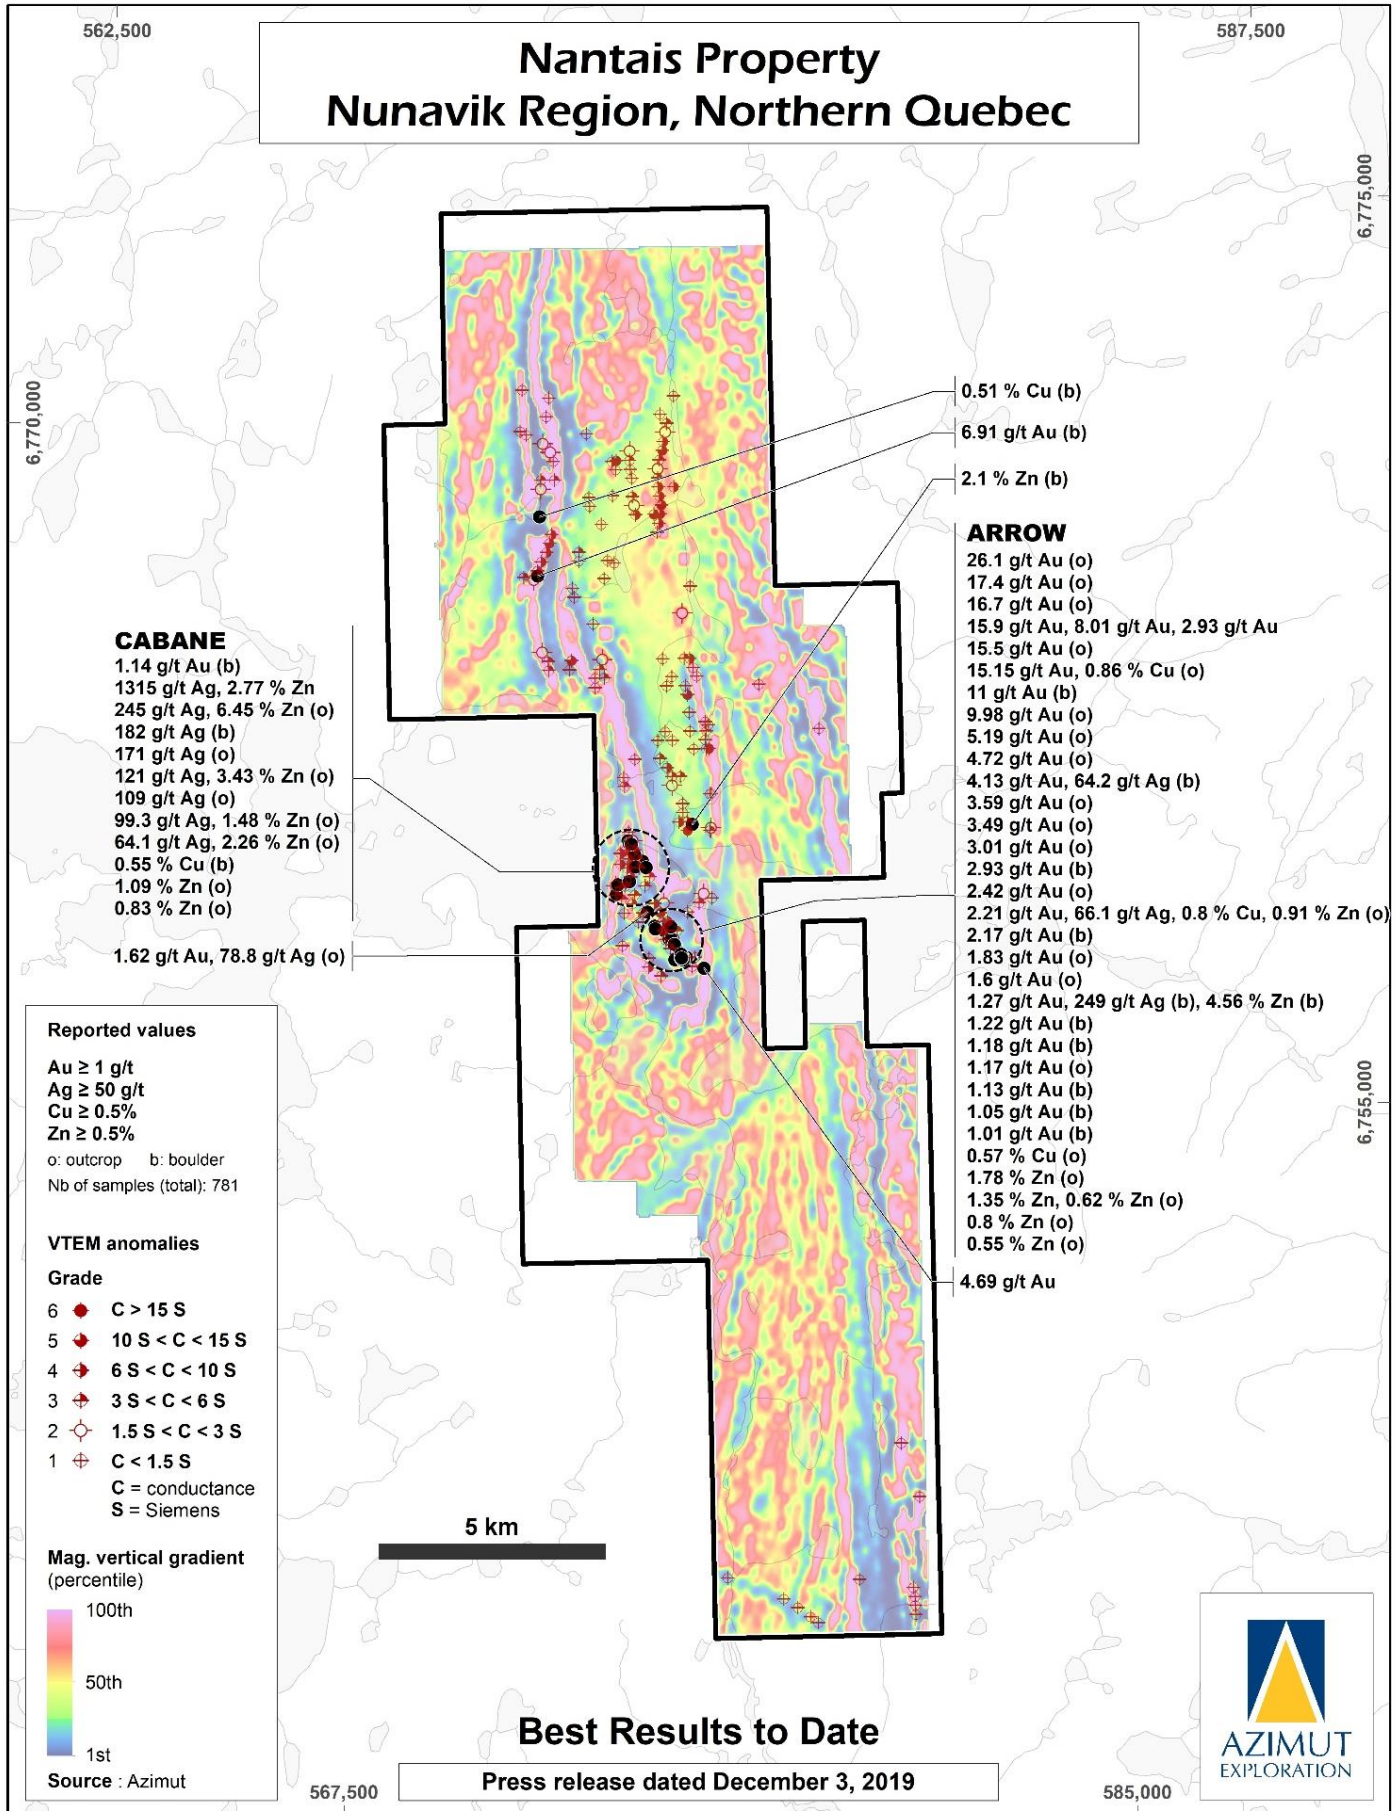 562,500
587,500
Nantais Property
Nunavik Region, Northern Quebec
6,775,000
6,770,000
0.51 % Cu (b)
6.91 g/t Au (b)
2.1 % Zn (b)
ARROW
26.1 g/t Au (o)
17.4 g/t Au (o)
16.7 g/t Au (o)
15.9 g/t Au, 8.01 g/t Au, 2.93 g/t Au
15.5 g/t Au (o)
15.15 g/t Au, 0.86 % Cu (o)
11 g/t Au (b)
9.98 g/t Au (o)
5.19 g/t Au (o)
4.72 g/t Au (o)
4.13 g/t Au, 64.2 g/t Ag (b)
3.59 g/t Au (o)
3.49 g/t Au (o)
3.01 g/t Au (o)
2.93 g/t Au (b)
2.42 g/t Au (o)
2.21 g/t Au, 66.1 g/t Ag, 0.8 % Cu, 0.91 % Zn (o)
2.17 g/t Au (b)
1.83 g/t Au (o)
1.6 g/t Au (o)
1.27 g/t Au, 249 g/t Ag (b), 4.56 % Zn (b)
1.22 g/t Au (b)
1.18 g/t Au (b)
1.17 g/t Au (o)
1.13 g/t Au (b)
1.05 g/t Au (b)
1.01 g/t Au (b)
0.57 % Cu (o)
1.78 % Zn (o)
1.35 % Zn, 0.62 % Zn (o)
0.8 % Zn (o)
0.55 % Zn (o)
4.69 g/t Au
6,755,000
CABANE
1.14 g/t Au (b)
1315 g/t Ag, 2.77 % Zn
245 g/t Ag, 6.45 % Zn (o)
182 g/t Ag (b)
171 g/t Ag (o)
121 g/t Ag, 3.43 % Zn (o)
109 g/t Ag (o)
99.3 g/t Ag, 1.48 % Zn (o)
64.1 g/t Ag, 2.26 % Zn (o)
0.55 % Cu (b)
1.09 % Zn (o)
0.83 % Zn (o)
1.62 g/t Au, 78.8 g/t Ag (o)
Reported values
Au ≥ 1 g/t
Ag ≥ 50 g/t
Cu ≥ 0.5%
Zn ≥ 0.5%
o: outcrop b: boulder
Nb of samples (total): 781
VTEM anomalies
Grade
6 C > 15 S
5 10 S < C < 15 S
4 6 S < C < 10 S
3 3 S < C < 6 S
2 1.5 S < C < 3 S
1 C < 1.5 S
C = conductance
S = Siemens
Mag. vertical gradient
(percentile)
100th
50th
1st
Source : Azimut
5 km
Best Results to Date
Press release dated December 3, 2019
567,500
585,000
AZIMUT
EXPLORATION